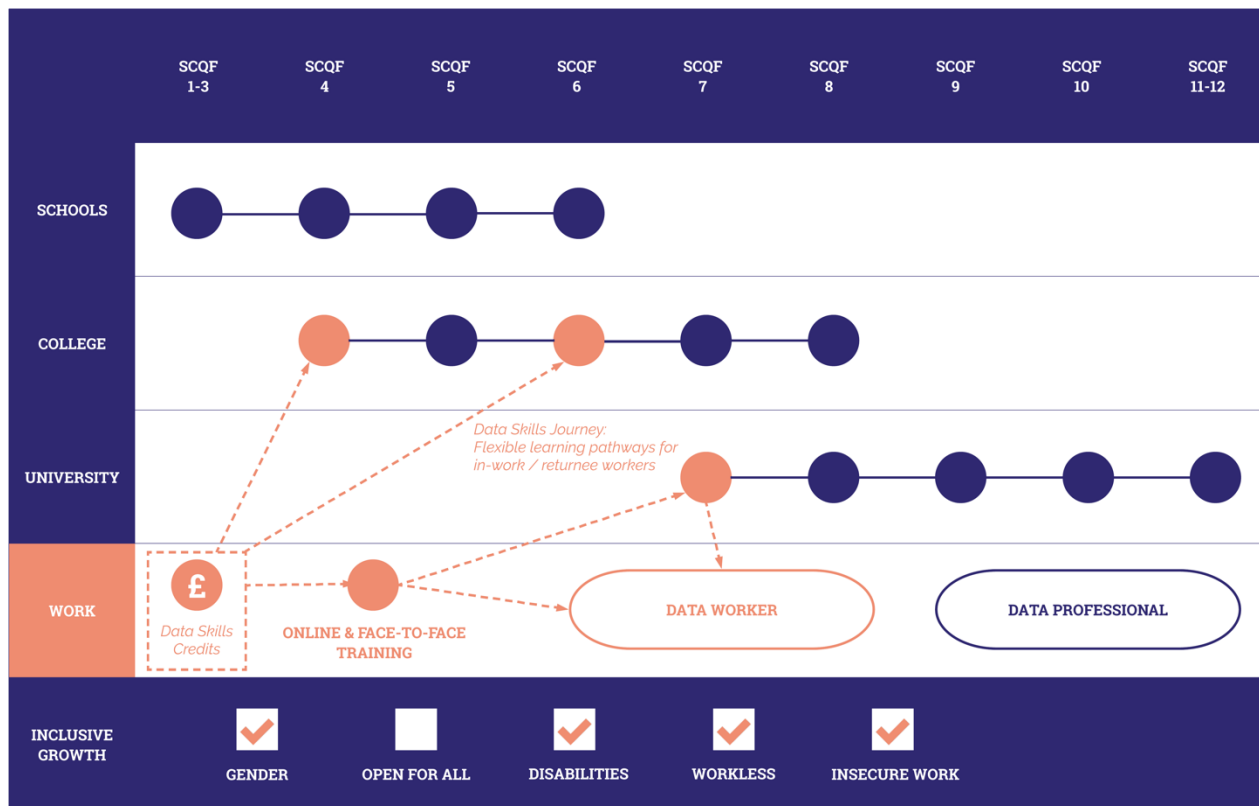 SCQF
1-3
SCQF
4
SCQF
5
SCQF
6
SCQF
7
SCQF
8
SCQF
9
SCQF
10
SCQF
11-12
SCHOOLS
COLLEGE
Data Skills Journey:
Flexible learning pathways for
in-work / returnee workers
UNIVERSITY
WORK
£
Data Skills
Credits
ONLINE & FACE-TO-FACE
TRAINING
DATA WORKER
DATA PROFESSIONAL
INCLUSIVE
GROWTH
GENDER
OPEN FOR ALL
DISABILITIES
WORKLESS
INSECURE WORK